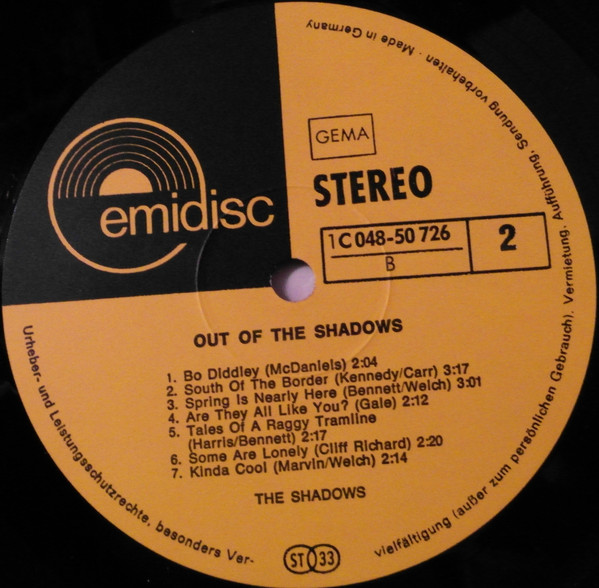 emidisc
GEMA
STEREO
1C 048-50 726
B
2
OUT OF THE SHADOWS
1. Bo Diddley (McDaniels) 2:04
2. South Of The Border (Kennedy/Carr) 3:17
3. Spring Is Nearly Here (Bennett/Welch) 3:01
4. Are They All Like You? (Gale) 2:12
5. Tales Of A Raggy Tramline
(Harris/Bennett) 2:17
6. Some Are Lonely (Cliff Richard) 2:20
7. Kinda Cool (Marvin/Welch) 2:14
THE SHADOWS
ST 33
Urheber- und Leistungsschutzrechte, besonders Ver-
vielfältigung (außer zum persönlichen Gebrauch), Vermietung, Aufführung, Sendung vorbehalten · Made in Germany